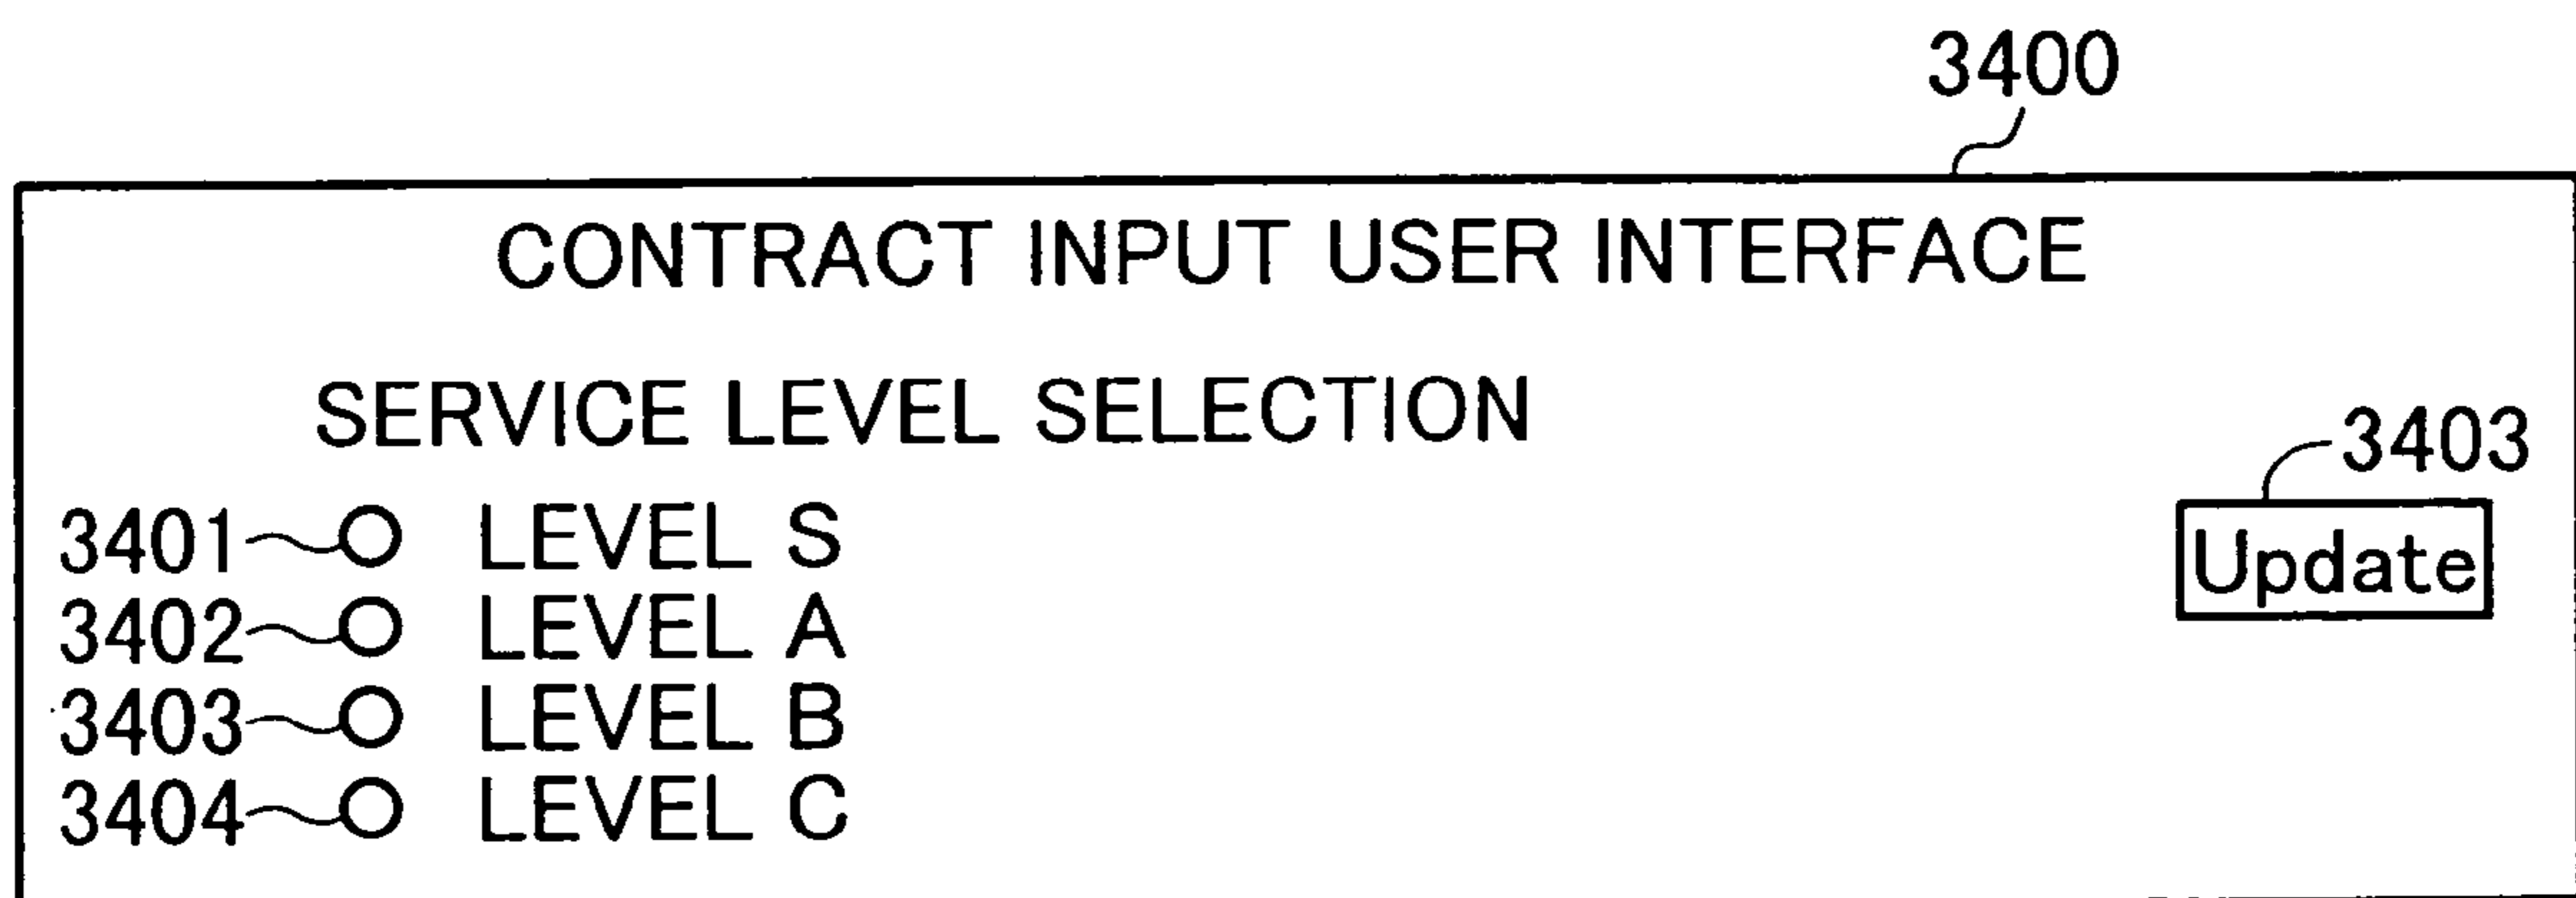 3400
CONTRACT INPUT USER INTERFACE
SERVICE LEVEL SELECTION
3403
3401 LEVEL S
Update
3402 LEVEL A
3403 LEVEL B
3404 LEVEL C